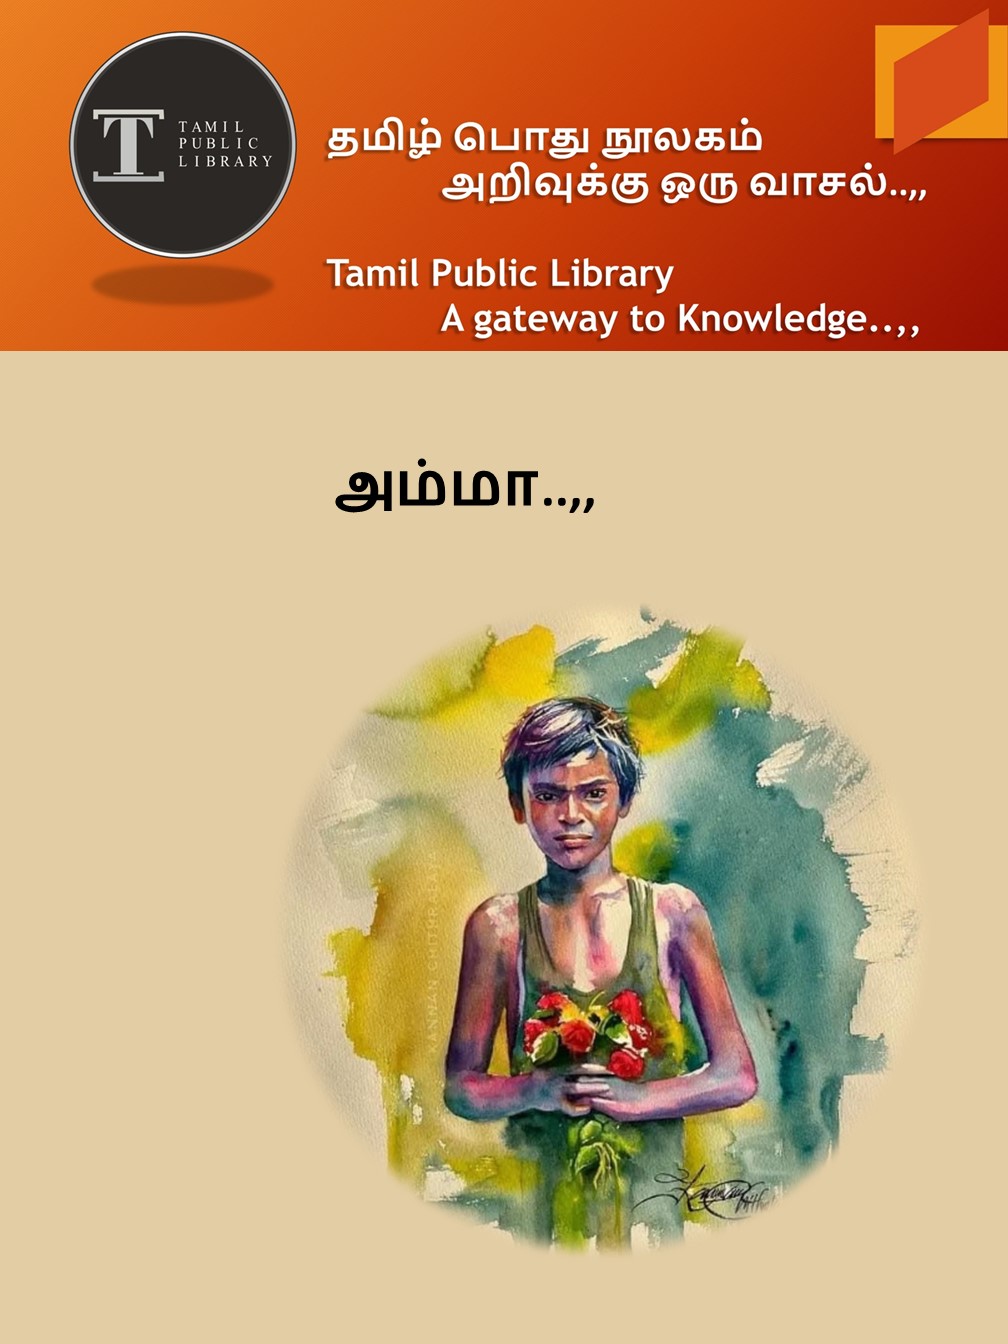 TAMIL
PUBLIC
LIBRARY
தமிழ் பொது நூலகம்
அறிவுக்கு ஒரு வாசல்..,,
Tamil Public Library
A gateway to Knowledge..,,
அம்மா..,,